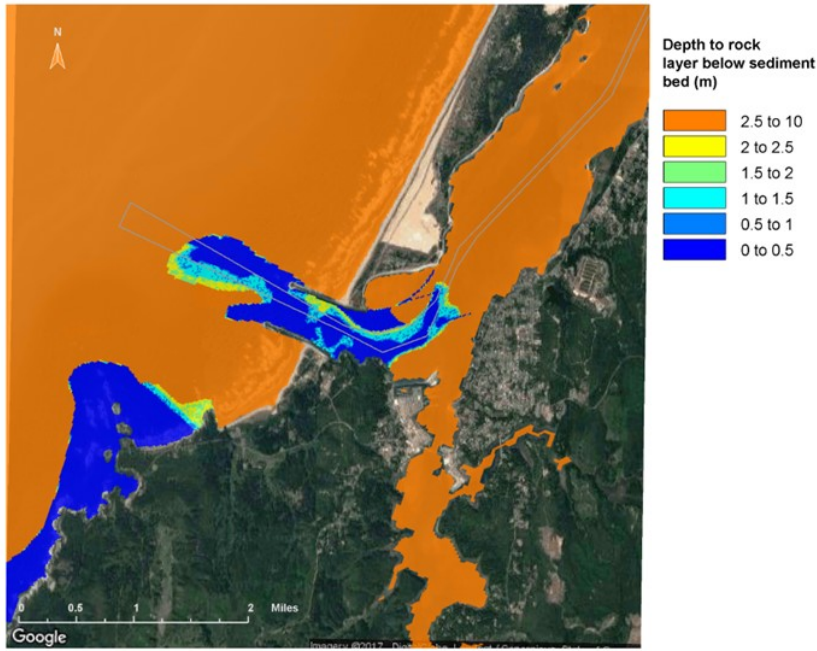 N
Depth to rock
layer below sediment
bed (m)
2.5 to 10
2 to 2.5
1.5 to 2
1 to 1.5
0.5 to 1
0 to 0.5
0 0.5 1 2 Miles
Google
Imagery ©2017